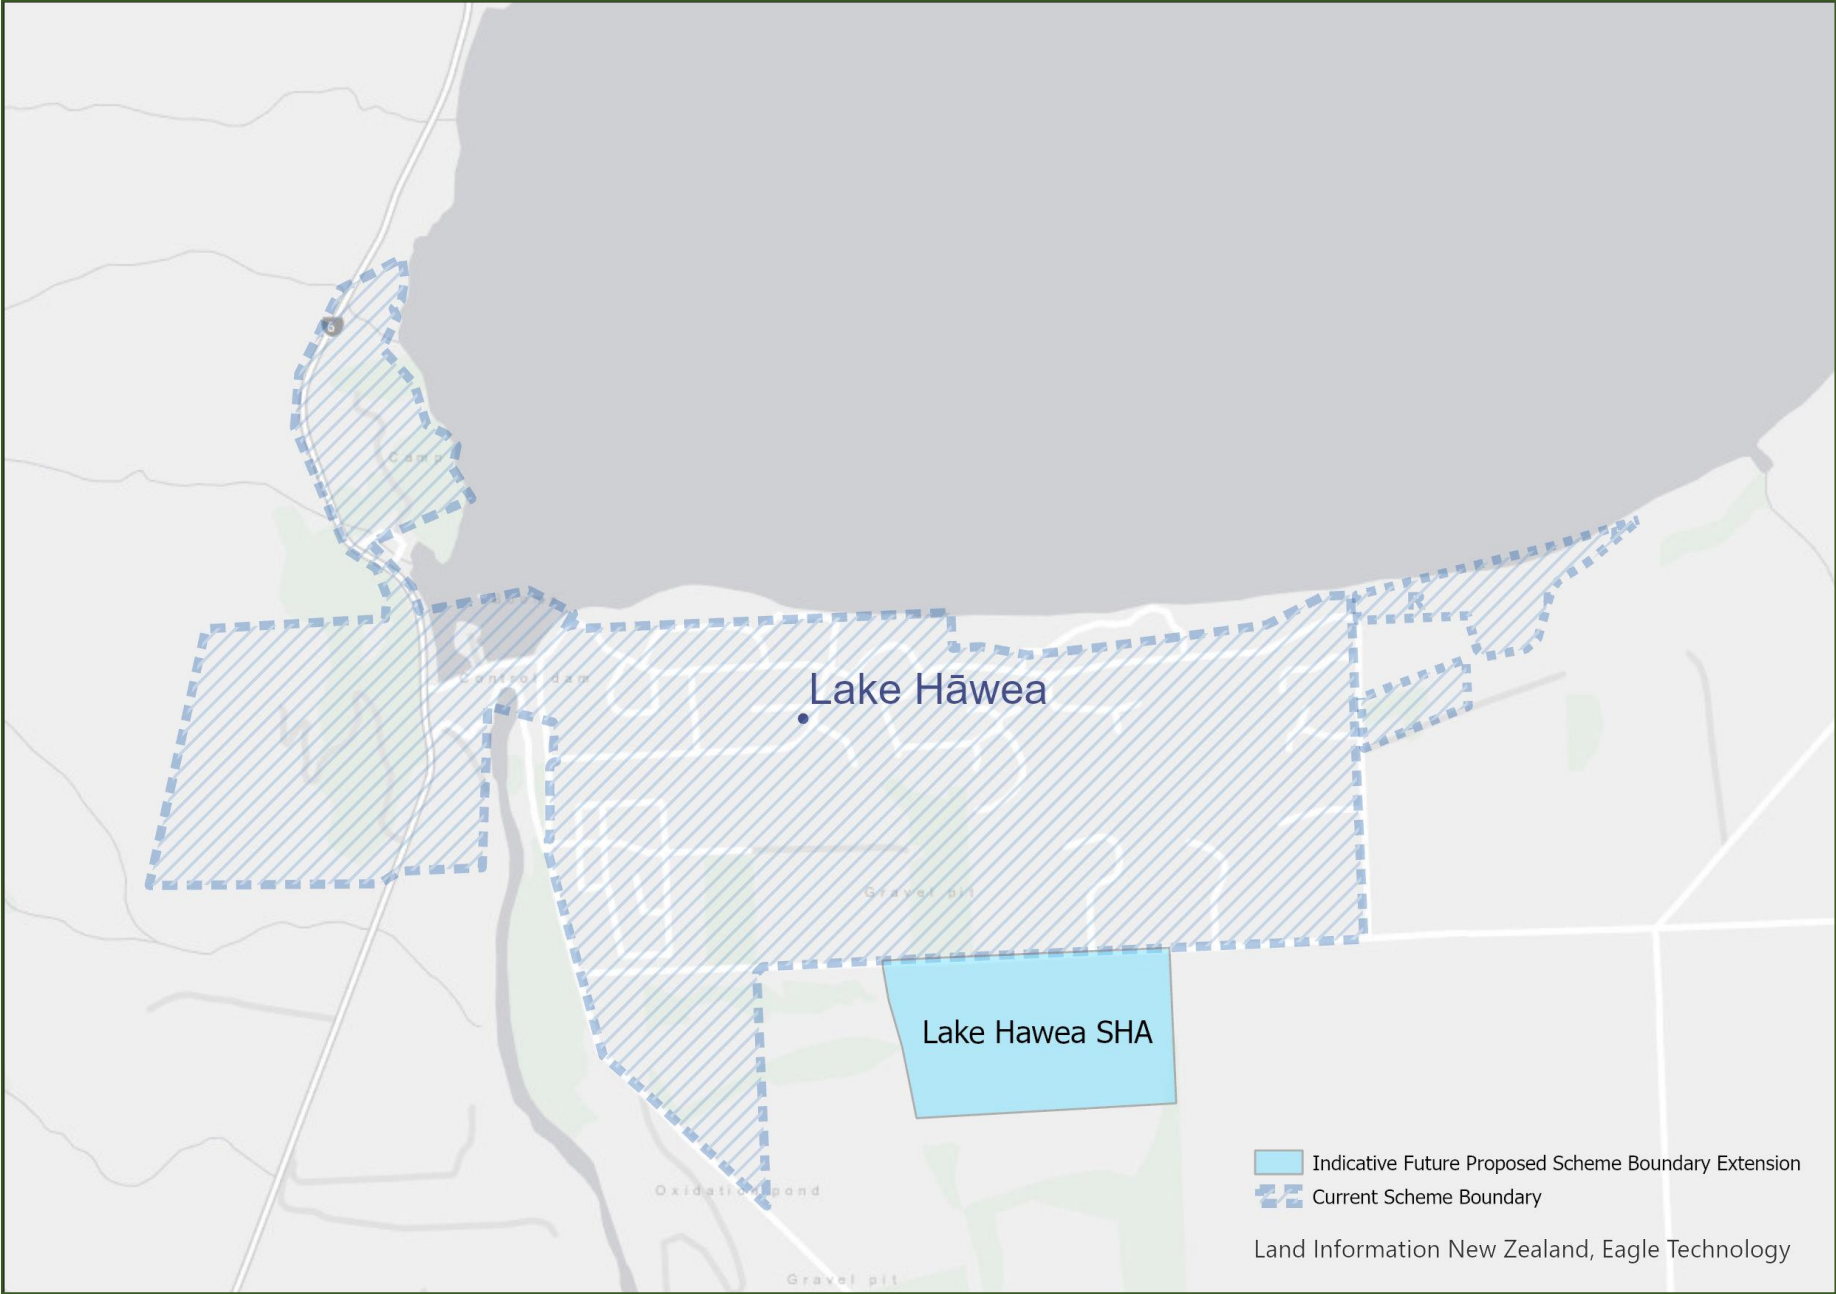 6
Camp
Control dam
Lake Hāwea
Gravel pit
Lake Hawea SHA
Indicative Future Proposed Scheme Boundary Extension
Oxidation pond
Current Scheme Boundary
Land Information New Zealand, Eagle Technology
Gravel pit